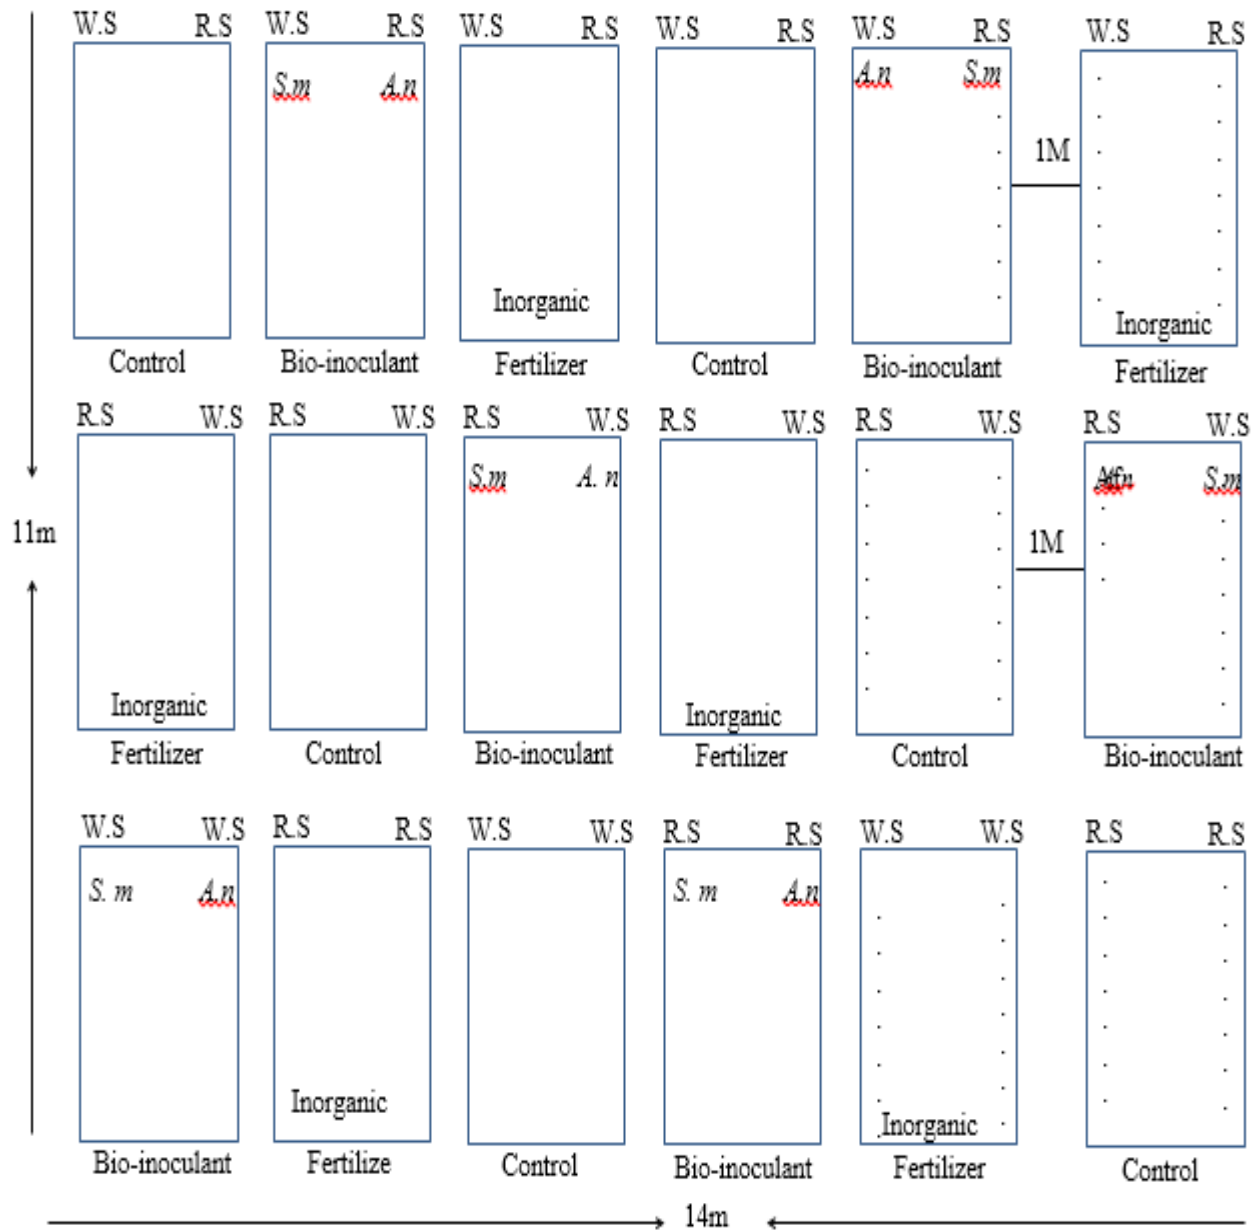 W.S R.S W.S R.S W.S R.S W.S R.S W.S R.S W.S R.S
S.m A.n A.n S.m
1M
Inorganic Inorganic
Control Bio-inoculant Fertilizer Control Bio-inoculant Fertilizer
R.S W.S R.S W.S R.S W.S R.S W.S R.S W.S R.S W.S
S.m A. n S.m
11m 1M
Inorganic Inorganic
Fertilizer Control Bio-inoculant Fertilizer Control Bio-inoculant
W.S W.S R.S R.S W.S W.S R.S R.S W.S W.S R.S R.S
S. m A.n S. m A.n
Inorganic Inorganic
Bio-inoculant Fertilize Control Bio-inoculant Fertilizer Control
14m